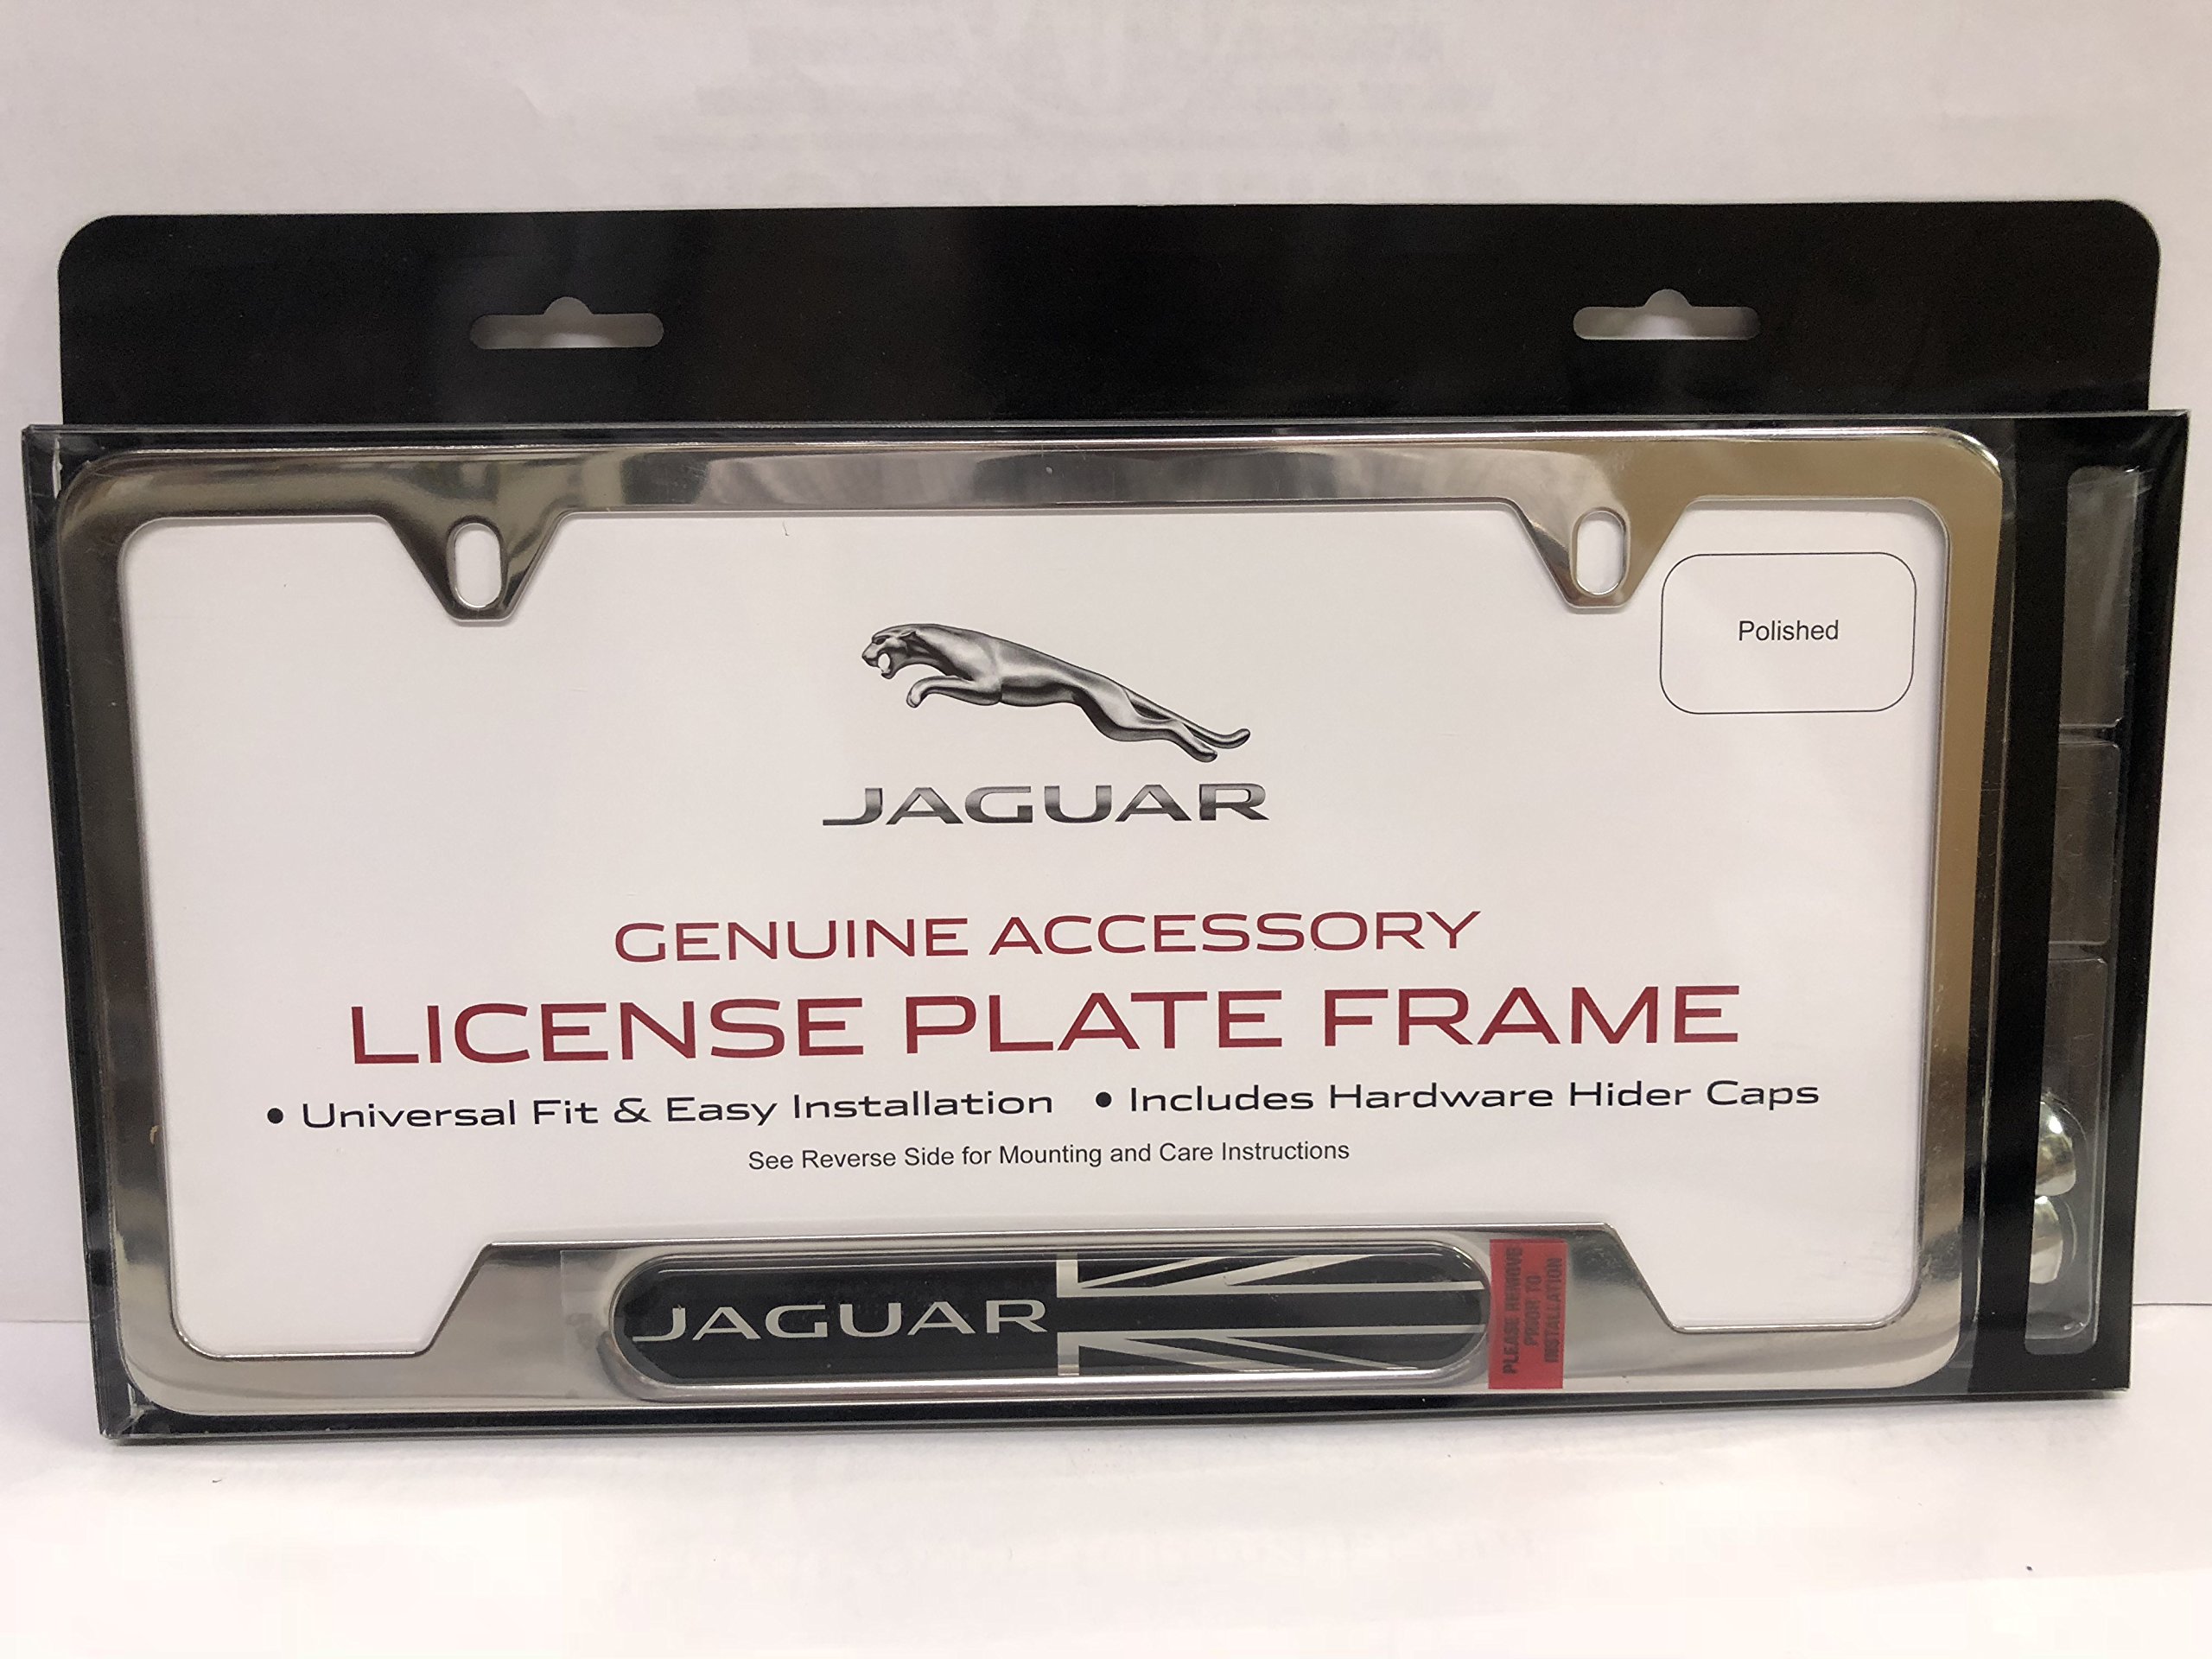 Polished
JAGUAR
GENUINE ACCESSORY
LICENSE PLATE FRAME
• Universal Fit & Easy Installation • Includes Hardware Hider Caps
See Reverse Side for Mounting and Care Instructions
JAGUAR
PLEASE REMOVE
PRIOR TO
INSTALLATION